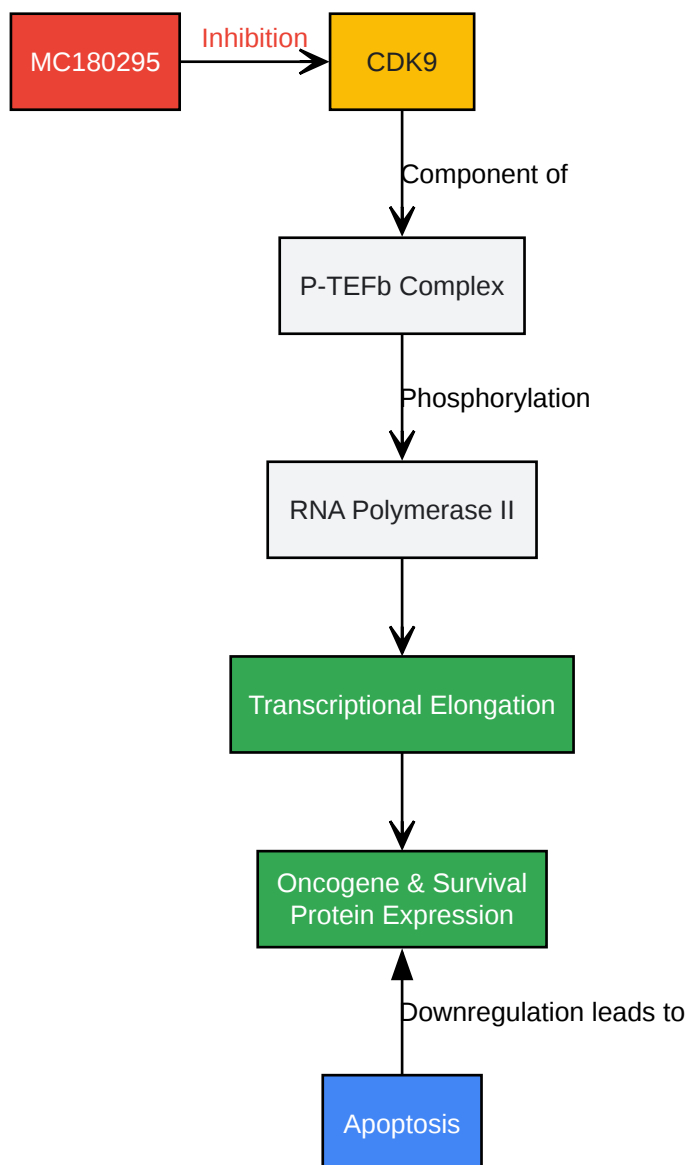 MC180295
Inhibition
CDK9
Component of
P-TEFb Complex
Phosphorylation
RNA Polymerase II
Transcriptional Elongation
Oncogene & Survival
Protein Expression
Downregulation leads to
Apoptosis